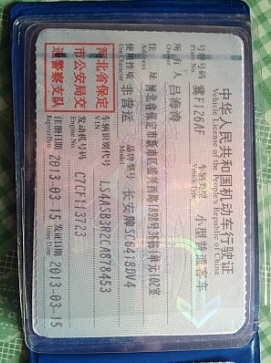 中华人民共和国机动车行驶证
Vehicle License of the People's Republic of China
号牌号码 冀F126AF 车辆类型 小型普通客车
Plate No. Vehicle Type
所有人 吕海涛
Owner
住址
Address
使用性质 非营运 品牌型号 长安牌SC6418DV4
Use Character Model
河北省保定市公安局交通警察支队
车辆识别代号 LS4ASB3R2CA878453
VIN
发动机号码 C7CF113723
Engine No.
注册日期 2013-03-15 发证日期 2013-03-15
Register Date Issue Date